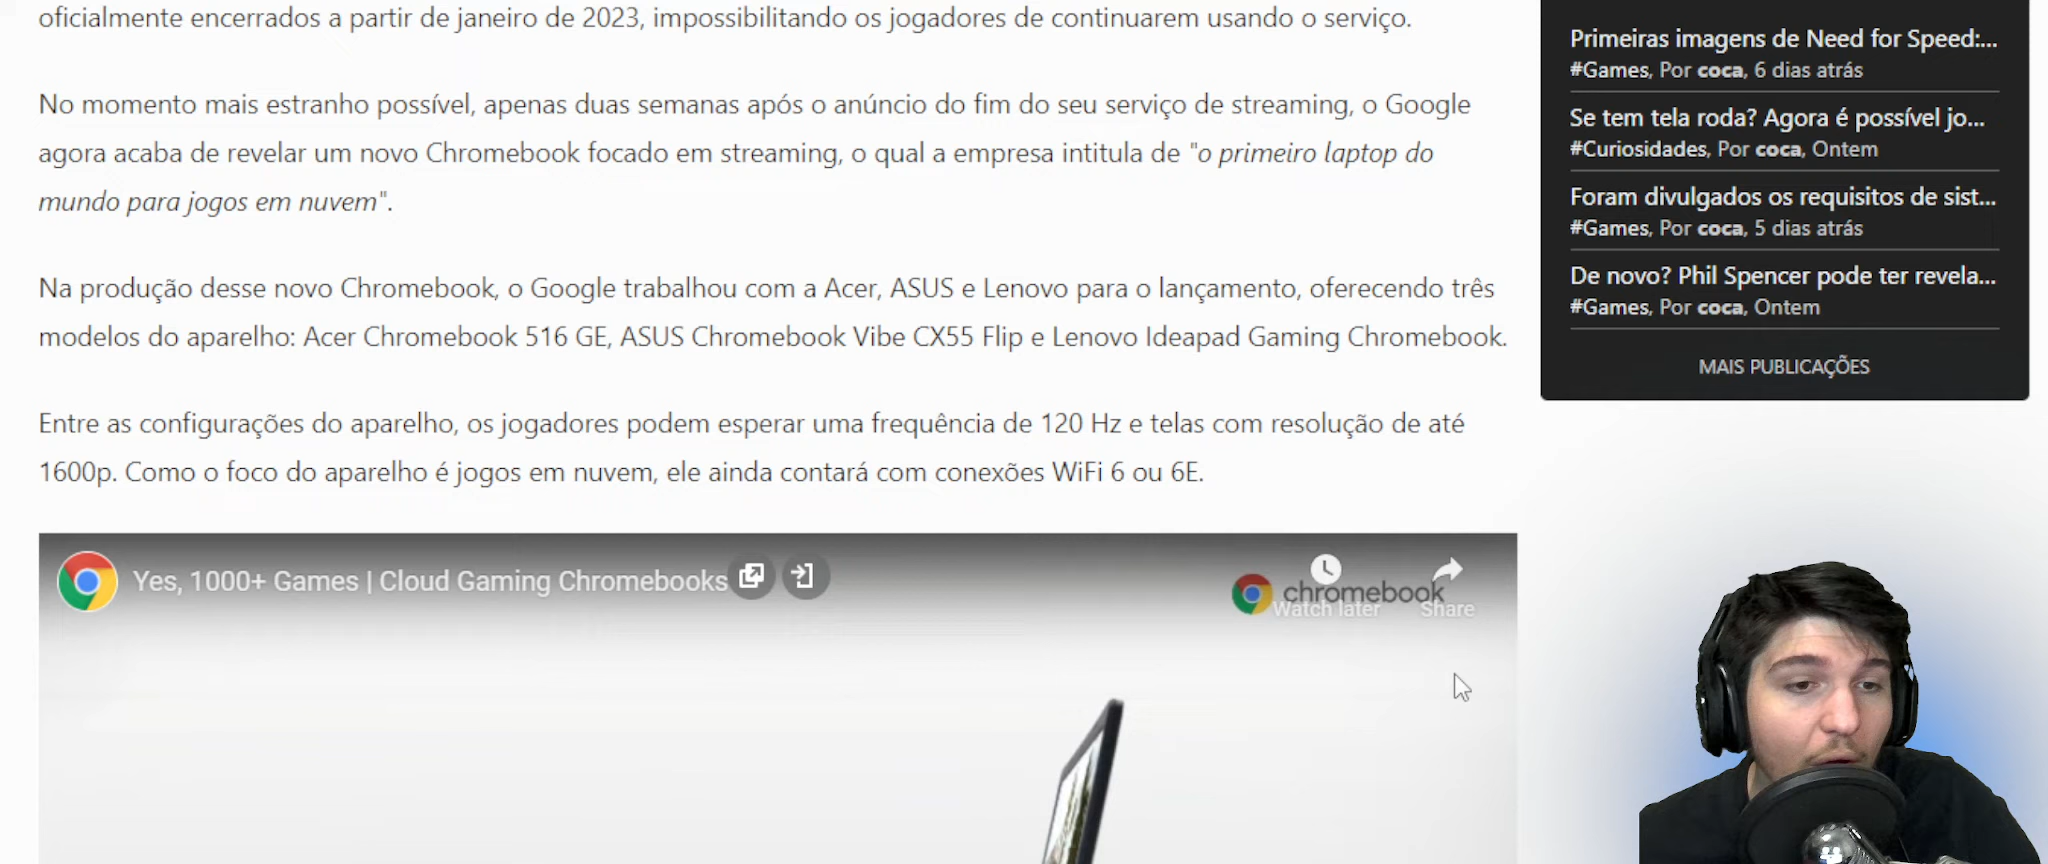 oficialmente encerrados a partir de janeiro de 2023, impossibilitando os jogadores de continuarem usando o serviço.
No momento mais estranho possível, apenas duas semanas após o anúncio do fim do seu serviço de streaming, o Google
agora acaba de revelar um novo Chromebook focado em streaming, o qual a empresa intitula de "o primeiro laptop do
mundo para jogos em nuvem".
Na produção desse novo Chromebook, o Google trabalhou com a Acer, ASUS e Lenovo para o lançamento, oferecendo três
modelos do aparelho: Acer Chromebook 516 GE, ASUS Chromebook Vibe CX55 Flip e Lenovo Ideapad Gaming Chromebook.
Entre as configurações do aparelho, os jogadores podem esperar uma frequência de 120 Hz e telas com resolução de até
1600p. Como o foco do aparelho é jogos em nuvem, ele ainda contará com conexões WiFi 6 ou 6E.
Yes, 1000+ Games | Cloud Gaming Chromebooks
chromebook
Watch later
Share
Primeiras imagens de Need for Speed:...
#Games, Por coca, 6 dias atrás
Se tem tela roda? Agora é possível jo...
#Curiosidades, Por coca, Ontem
Foram divulgados os requisitos de sist...
#Games, Por coca, 5 dias atrás
De novo? Phil Spencer pode ter revela...
#Games, Por coca, Ontem
MAIS PUBLICAÇÕES